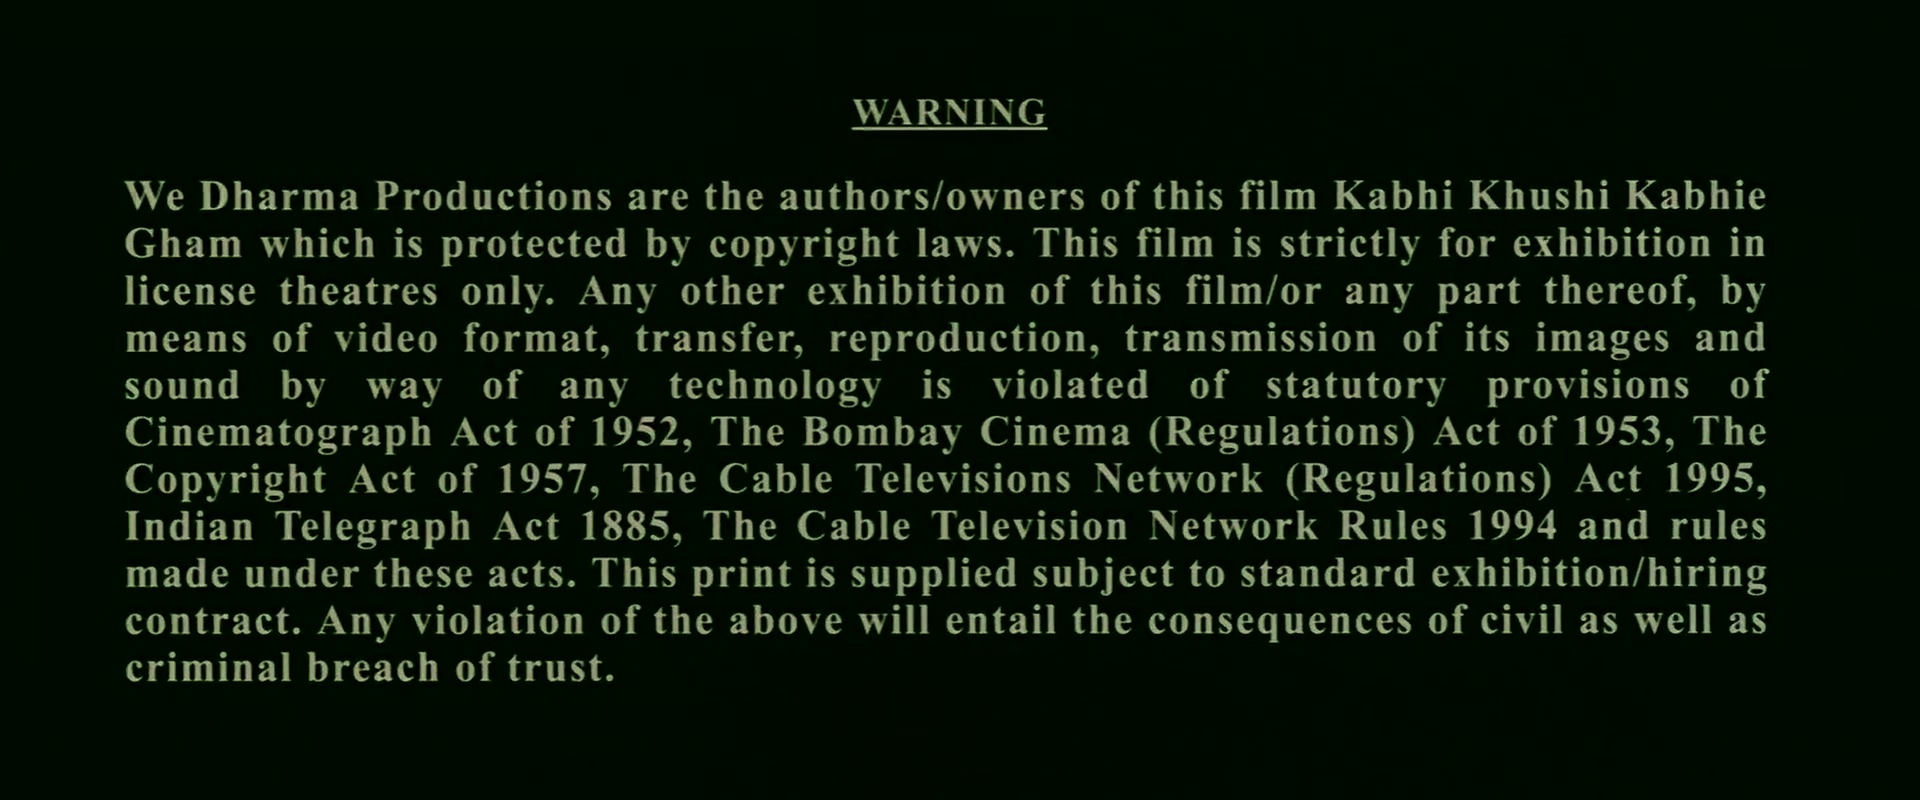 WARNING
We Dharma Productions are the authors/owners of this film Kabhi Khushi Kabhie
Gham which is protected by copyright laws. This film is strictly for exhibition in
license theatres only. Any other exhibition of this film/or any part thereof, by
means of video format, transfer, reproduction, transmission of its images and
sound by way of any technology is violated of statutory provisions of
Cinematograph Act of 1952, The Bombay Cinema (Regulations) Act of 1953, The
Copyright Act of 1957, The Cable Televisions Network (Regulations) Act 1995,
Indian Telegraph Act 1885, The Cable Television Network Rules 1994 and rules
made under these acts. This print is supplied subject to standard exhibition/hiring
contract. Any violation of the above will entail the consequences of civil as well as
criminal breach of trust.